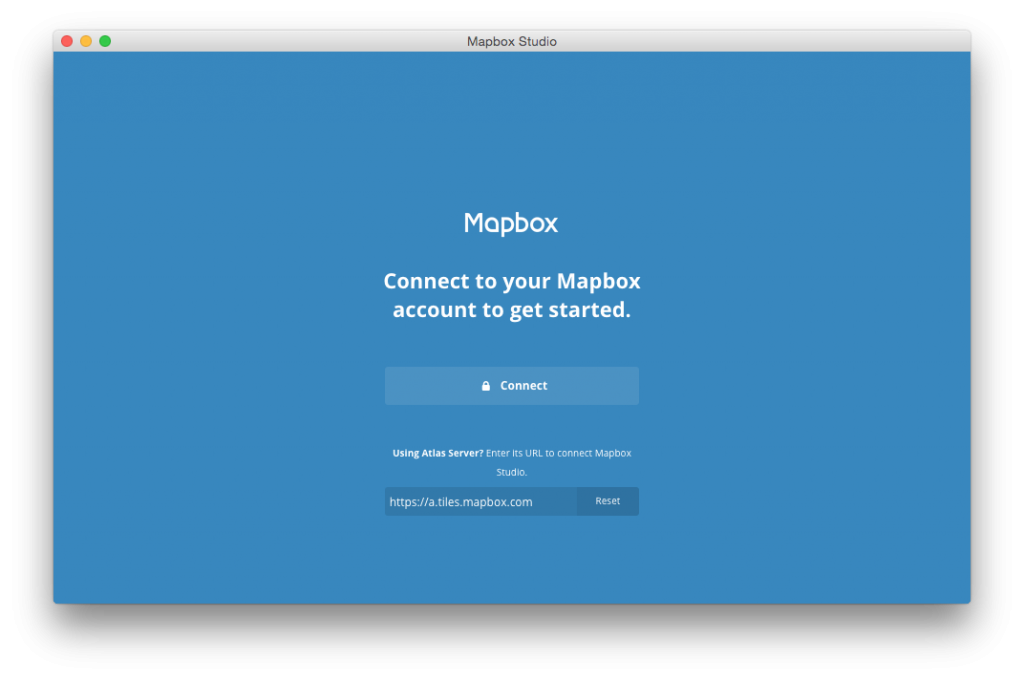 Mapbox Studio
Mapbox
Connect to your Mapbox
account to get started.
Connect
Using Atlas Server? Enter its URL to connect Mapbox
Studio.
https://a.tiles.mapbox.com Reset